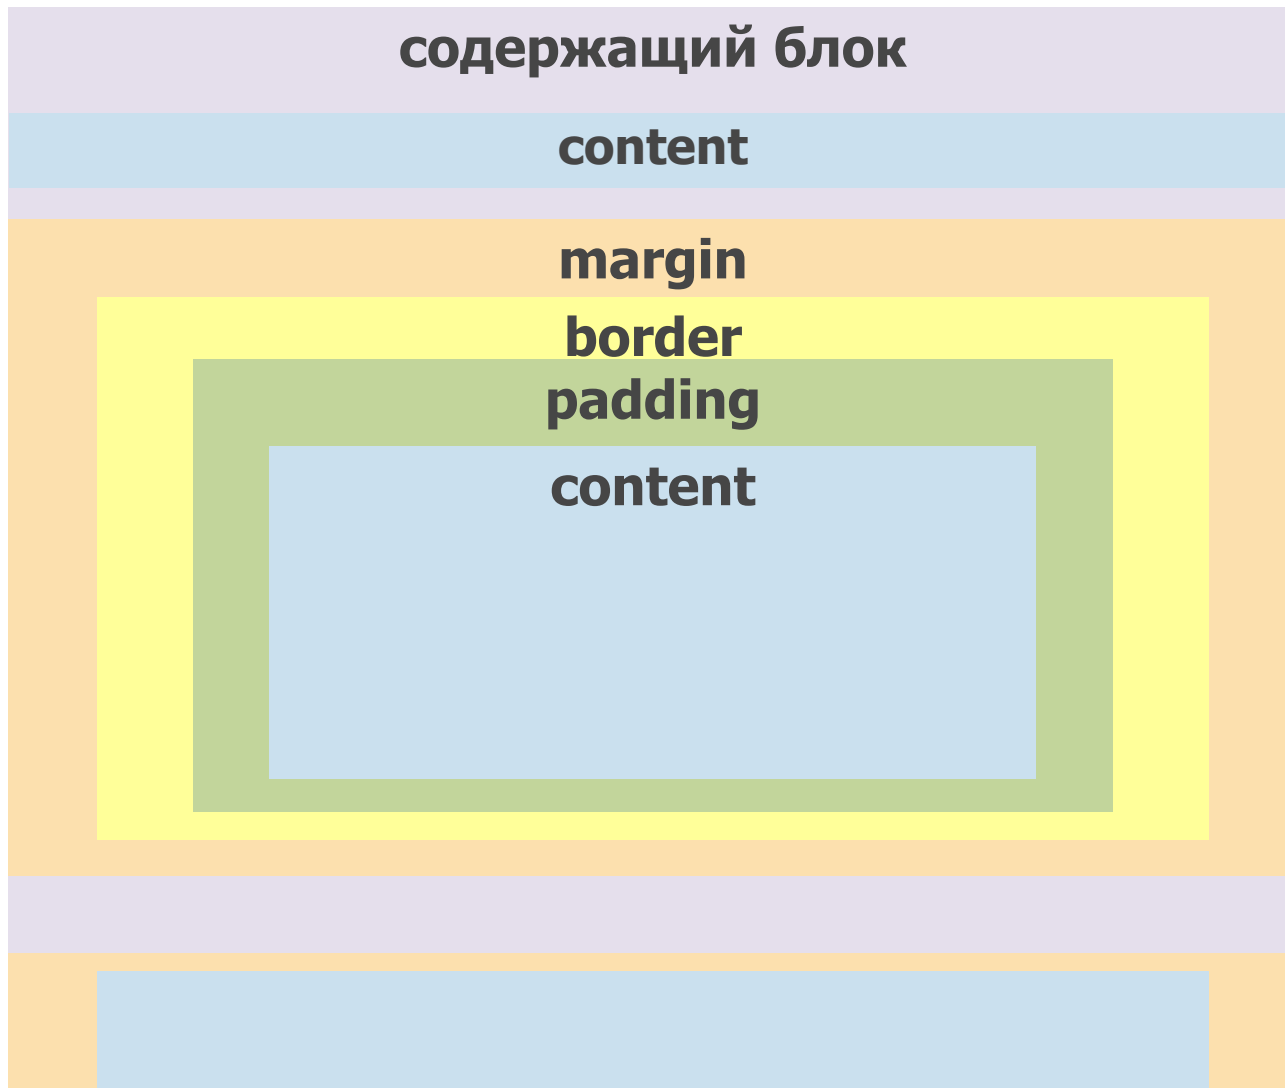 содержащий блок
content
margin
border
padding
content